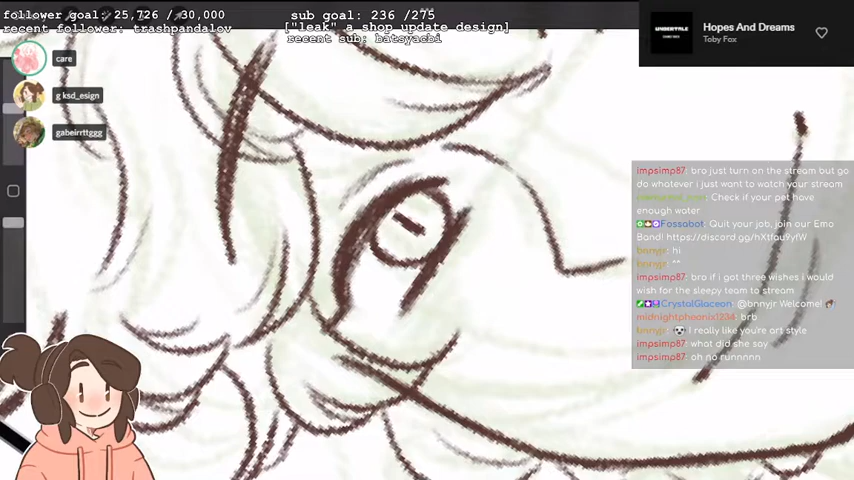 follower goal: 25,726 / 30,000
recent follower: trashpandalov
sub goal: 236 /275
["leak" a shop update design]
recent sub: batsyacbi
UNDERTALE
Hopes And Dreams
Toby Fox
care
g ksd_esign
gabeirrttggg
impsimp87: bro just turn on the stream but go
do whatever i just want to watch your stream
Check if your pet have
enough water
Fossabot: Quit your job, join our Emo
Band! https://discord.gg/hXtfau9yfW
bnnyjr: hi
bnnyjr: ^^
impsimp87: bro if i got three wishes i would
wish for the sleepy team to stream
CrystalGlaceon: @bnnyjr Welcome!
midnightphoenix1234: brb
bnnyjr: I really like you're art style
impsimp87: what did she say
impsimp87: oh no runnnnn